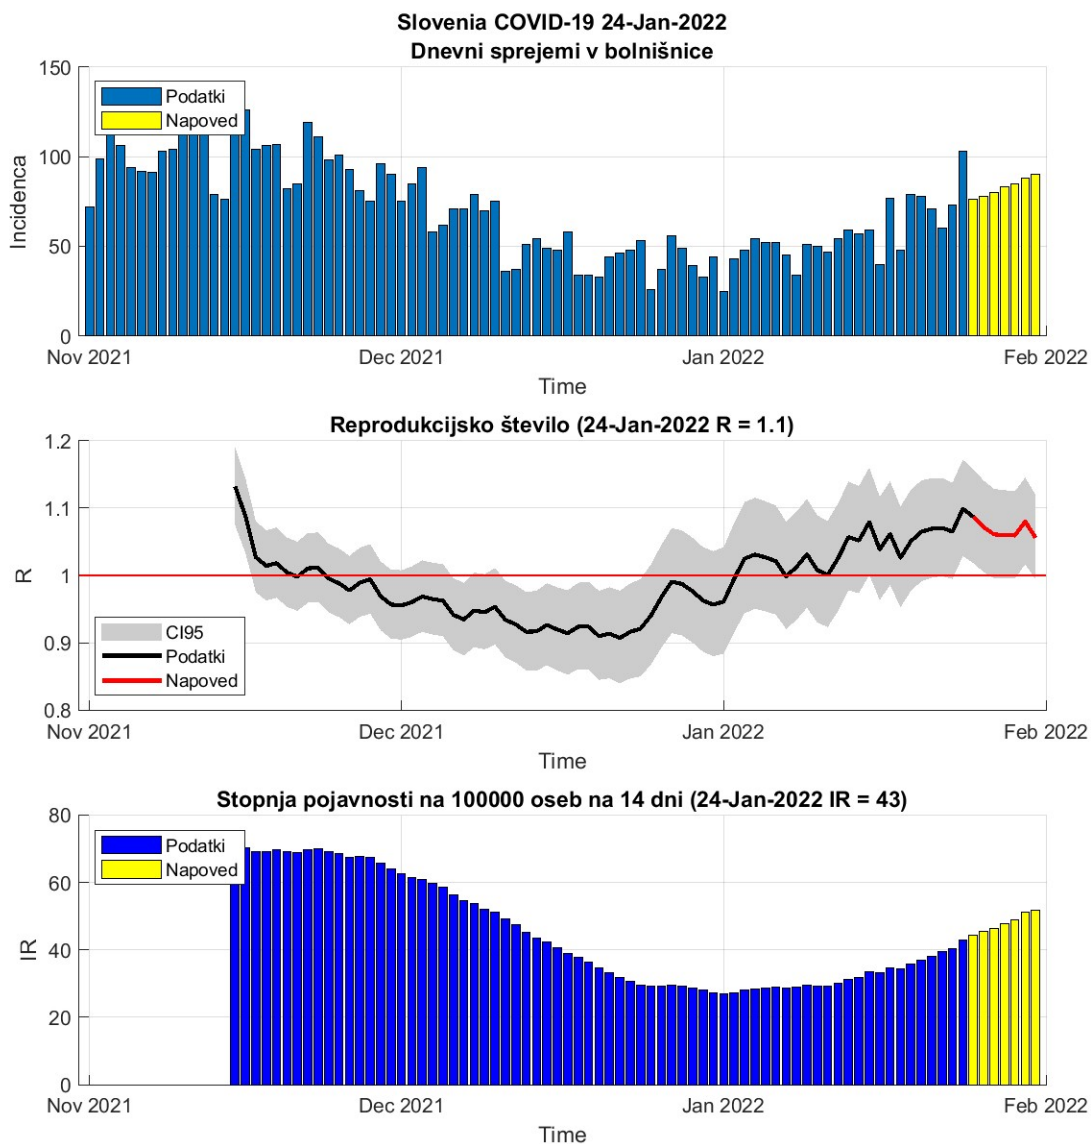 Slovenia COVID-19 24-Jan-2022
Dnevni sprejemi v bolnišnice
150
100
50
0
Incidenca
Podatki
Napoved
Nov 2021 Dec 2021 Jan 2022 Feb 2022
Time
Reprodukcijsko število (24-Jan-2022 R = 1.1)
1.2
1.1
1
0.9
0.8
R
CI95
Podatki
Napoved
Nov 2021 Dec 2021 Jan 2022 Feb 2022
Time
Stopnja pojavnosti na 100000 oseb na 14 dni (24-Jan-2022 IR = 43)
80
60
40
20
0
IR
Podatki
Napoved
Nov 2021 Dec 2021 Jan 2022 Feb 2022
Time